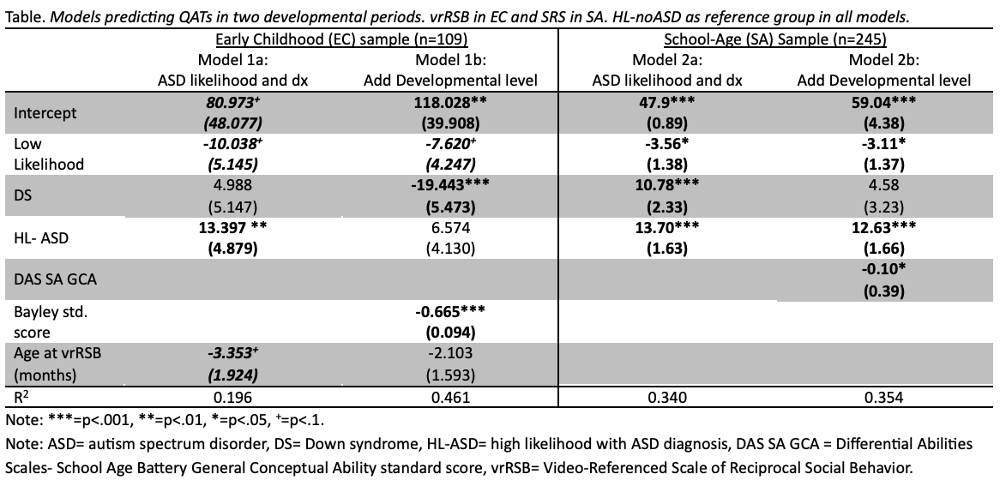 Table. Models predicting QATs in two developmental periods. vrRSB in EC and SRS in SA. HL-noASD as reference group in all models.
Early Childhood (EC) sample (n=109) School-Age (SA) Sample (n=245)
Model 1a: Model 1b: Model 2a: Model 2b:
ASD likelihood and dx Add Developmental level ASD likelihood and dx Add Developmental level
Intercept 80.973⁺ 118.028** 47.9*** 59.04***
(48.077) (39.908) (0.89) (4.38)
Low -10.038⁺ -7.620⁺ -3.56* -3.11*
Likelihood (5.145) (4.247) (1.38) (1.37)
DS 4.988 -19.443*** 10.78*** 4.58
(5.147) (5.473) (2.33) (3.23)
HL- ASD 13.397 ** 6.574 13.70*** 12.63***
(4.879) (4.130) (1.63) (1.66)
DAS SA GCA -0.10*
(0.39)
Bayley std. -0.665***
score (0.094)
Age at vrRSB -3.353⁺ -2.103
(months) (1.924) (1.593)
R² 0.196 0.461 0.340 0.354
Note: ***=p<.001, **=p<.01, *=p<.05, ⁺=p<.1.
Note: ASD= autism spectrum disorder, DS= Down syndrome, HL-ASD= high likelihood with ASD diagnosis, DAS SA GCA = Differential Abilities
Scales- School Age Battery General Conceptual Ability standard score, vrRSB= Video-Referenced Scale of Reciprocal Social Behavior.